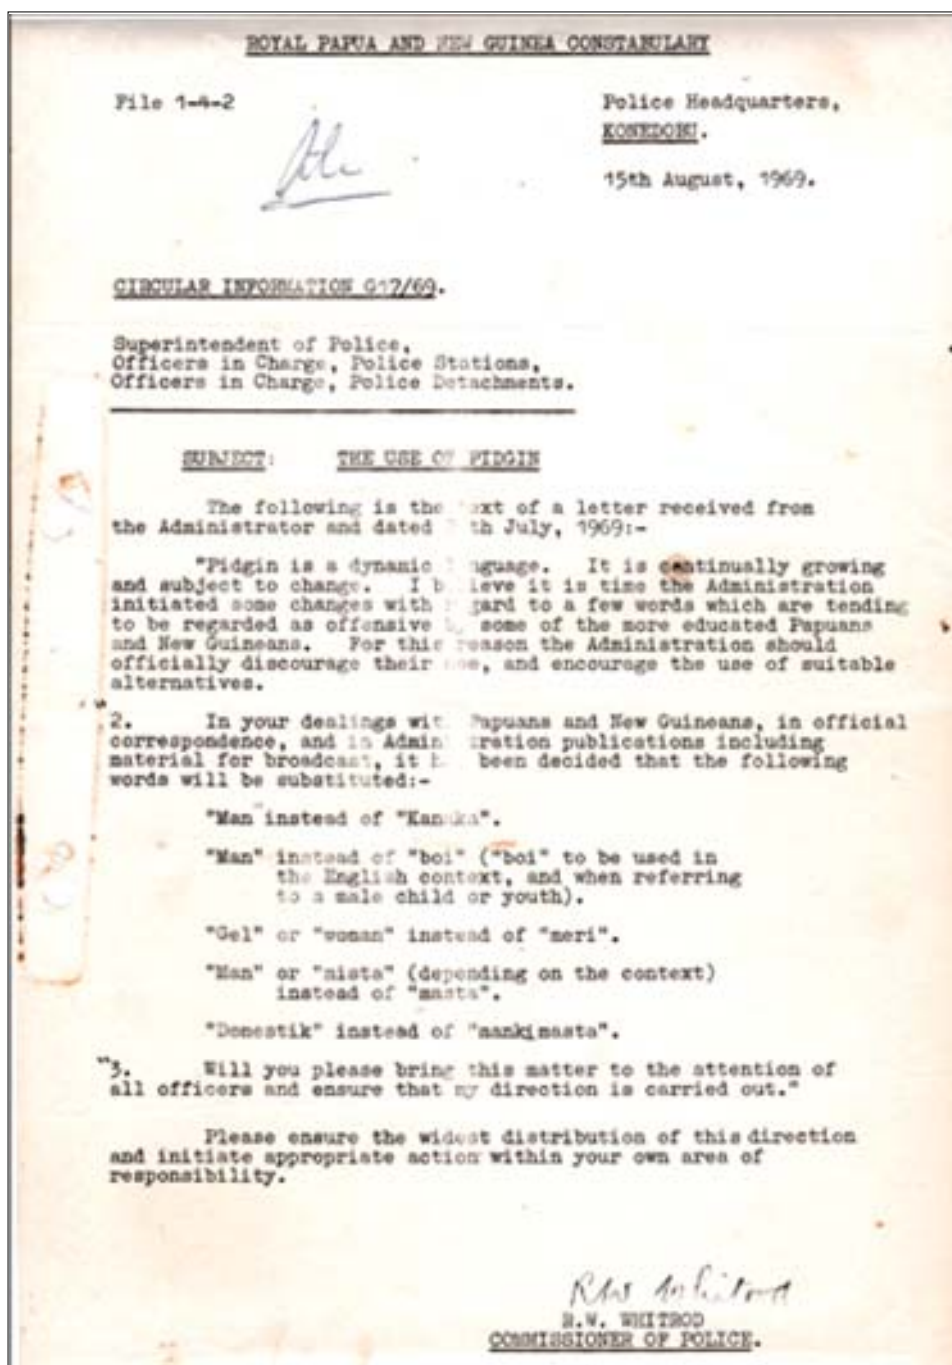 ROYAL PAPUA AND NEW GUINEA CONSTABULARY
File 1-4-2
Police Headquarters,
KONEDOBU.
15th August, 1969.
CIRCULAR INFORMATION G17/69.
Superintendent of Police,
Officers in Charge, Police Stations,
Officers in Charge, Police Detachments.
SUBJECT: THE USE OF PIDGIN
The following is the text of a letter received from
the Administrator and dated July, 1969:-
"Pidgin is a dynamic language. It is continually growing
and subject to change. I believe it is time the Administration
initiated some changes with regard to a few words which are tending
to be regarded as offensive by some of the more educated Papuans
and New Guineans. For this reason the Administration should
officially discourage their use, and encourage the use of suitable
alternatives.
"2. In your dealings with Papuans and New Guineans, in official
correspondence, and in Administration publications including
material for broadcast, it has been decided that the following
words will be substituted:-
"Man" instead of "Kanaka".
"Man" instead of "boi" ("boi" to be used in
the English context, and when referring
to a male child or youth).
"Gel" or "woman" instead of "meri".
"Man" or "mista" (depending on the context)
instead of "masta".
"Domestik" instead of "mankimasta".
"3. Will you please bring this matter to the attention of
all officers and ensure that my direction is carried out."
Please ensure the widest distribution of this direction
and initiate appropriate action within your own area of
responsibility.
RW Whitrod
R.W. WHITROD
COMMISSIONER OF POLICE.